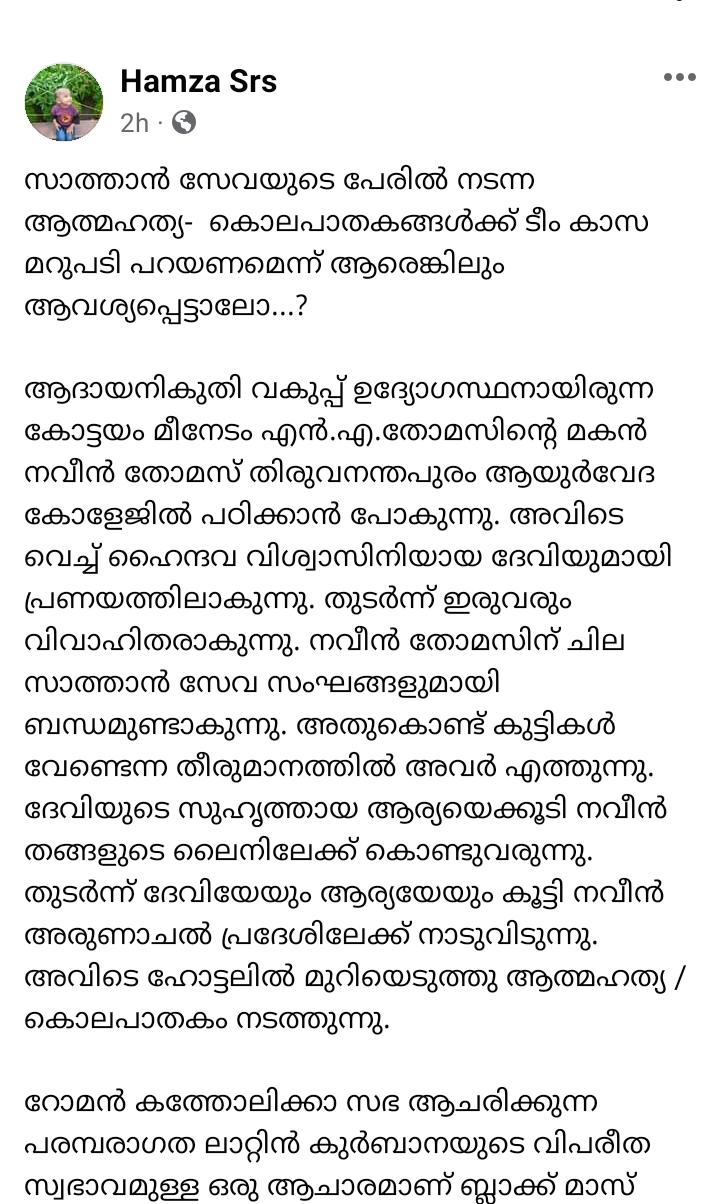 Hamza Srs
2h ·
സാത്താൻ സേവയുടെ പേരിൽ നടന്ന
ആത്മഹത്യ- കൊലപാതകങ്ങൾക്ക് ടീം കാസ
മറുപടി പറയണമെന്ന് ആരെങ്കിലും
ആവശ്യപ്പെട്ടാലോ...?
ആദായനികുതി വകുപ്പ് ഉദ്യോഗസ്ഥനായിരുന്ന
കോട്ടയം മീനേടം എൻ.എ.തോമസിന്റെ മകൻ
നവീൻ തോമസ് തിരുവനന്തപുരം ആയുർവേദ
കോളേജിൽ പഠിക്കാൻ പോകുന്നു. അവിടെ
വെച്ച് ഹൈന്ദവ വിശ്വാസിനിയായ ദേവിയുമായി
പ്രണയത്തിലാകുന്നു. തുടർന്ന് ഇരുവരും
വിവാഹിതരാകുന്നു. നവീൻ തോമസിന് ചില
സാത്താൻ സേവ സംഘങ്ങളുമായി
ബന്ധമുണ്ടാകുന്നു. അതുകൊണ്ട് കുട്ടികൾ
വേണ്ടെന്ന തീരുമാനത്തിൽ അവർ എത്തുന്നു.
ദേവിയുടെ സുഹൃത്തായ ആര്യയെക്കൂടി നവീൻ
തങ്ങളുടെ ലൈനിലേക്ക് കൊണ്ടുവരുന്നു.
തുടർന്ന് ദേവിയേയും ആര്യയേയും കൂട്ടി നവീൻ
അരുണാചൽ പ്രദേശിലേക്ക് നാടുവിടുന്നു.
അവിടെ ഹോട്ടലിൽ മുറിയെടുത്തു ആത്മഹത്യ /
കൊലപാതകം നടത്തുന്നു.
റോമൻ കത്തോലിക്കാ സഭ ആചരിക്കുന്ന
പരമ്പരാഗത ലാറ്റിൻ കുർബാനയുടെ വിപരീത
സ്വഭാവമുള്ള ഒരു ആചാരമാണ് ബ്ലാക്ക് മാസ്